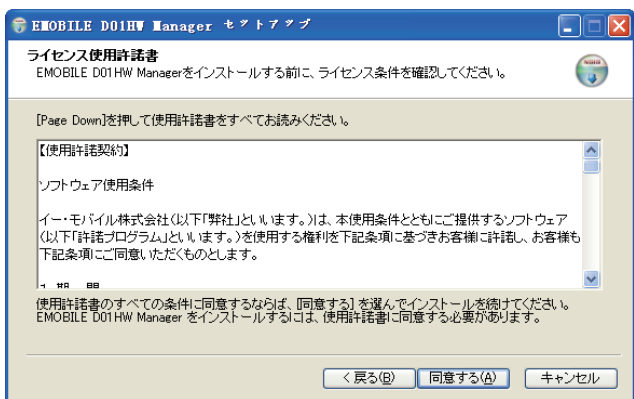 EMOBILE D01HW Manager セットアップ
ライセンス使用許諾書
EMOBILE D01HW Managerをインストールする前に、ライセンス条件を確認してください。
[Page Down]を押して使用許諾書をすべてお読みください。
【使用許諾契約】
ソフトウェア使用条件
イー・モバイル株式会社(以下「弊社」といいます。)は、本使用条件とともにご提供するソフトウェア
(以下「許諾プログラム」といいます。)を使用する権利を下記条項に基づきお客様に許諾し、お客様も
下記条項にご同意いただくものとします。
使用許諾書のすべての条件に同意するならば、[同意する] を選んでインストールを続けてください。
EMOBILE D01HW Manager をインストールするには、使用許諾書に同意する必要があります。
< 戻る(B) 同意する(A) キャンセル